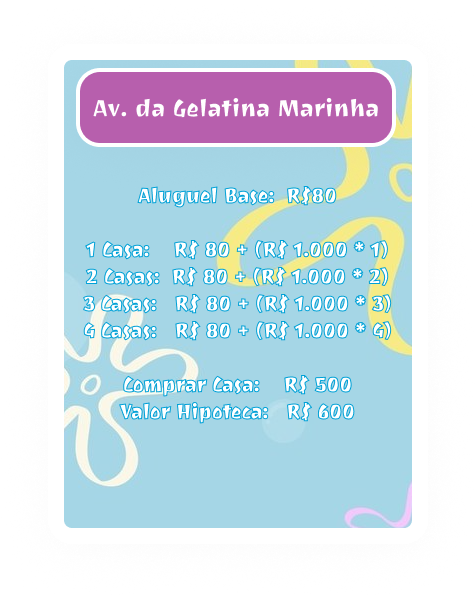 Av. da Gelatina Marinha
Aluguel Base: R$80
1 Casa: R$ 80 + (R$ 1.000 * 1)
2 Casas: R$ 80 + (R$ 1.000 * 2)
3 Casas: R$ 80 + (R$ 1.000 * 3)
4 Casas: R$ 80 + (R$ 1.000 * 4)
Comprar Casa: R$ 500
Valor Hipoteca: R$ 600